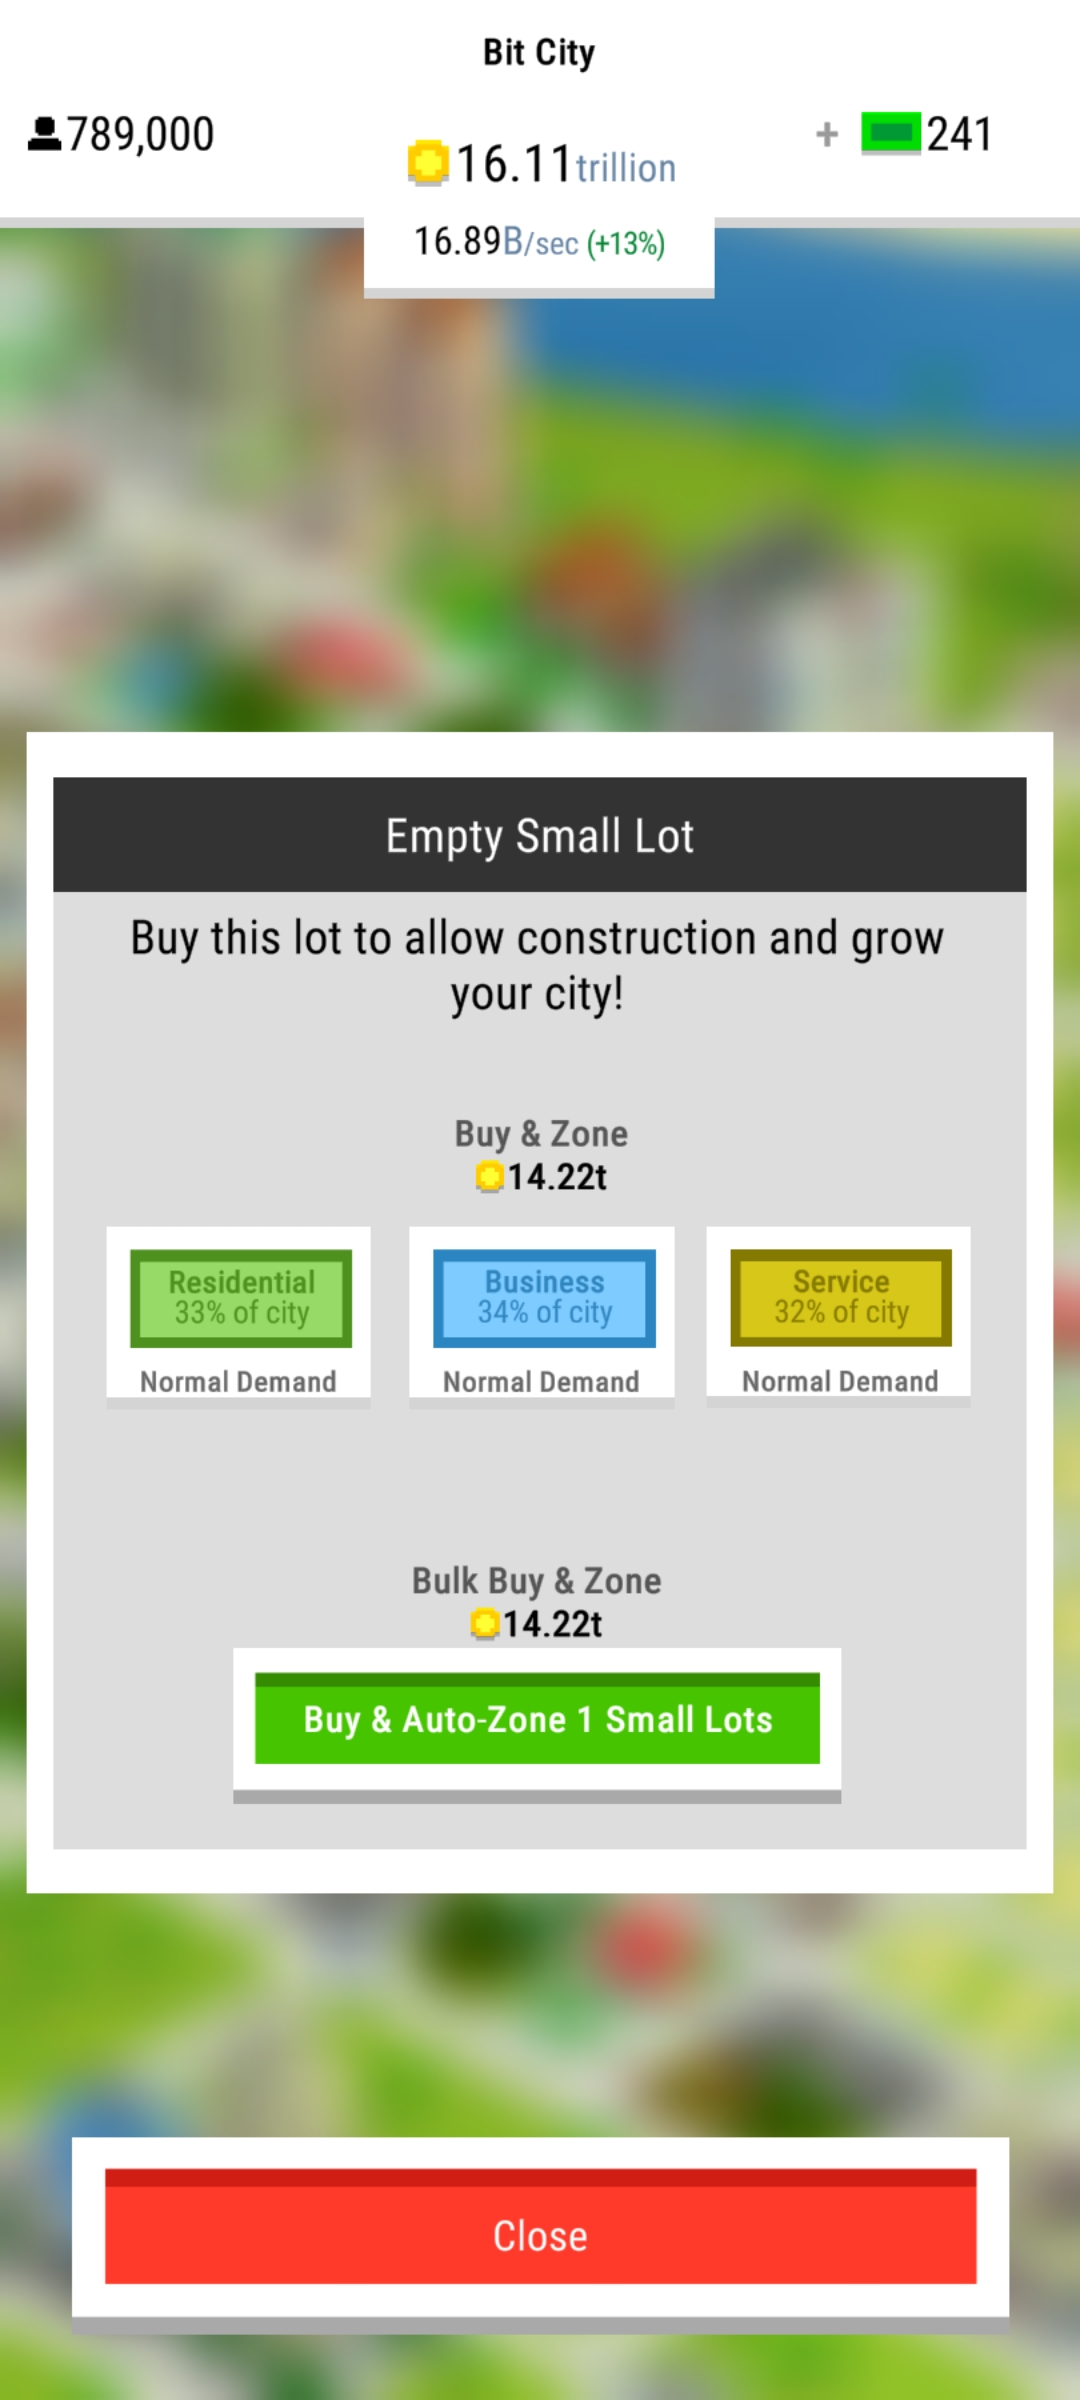 Bit City
789,000
16.11trillion
+ 241
16.89B/sec (+13%)
Empty Small Lot
Buy this lot to allow construction and grow
your city!
Buy & Zone
14.22t
Residential
33% of city
Normal Demand
Business
34% of city
Normal Demand
Service
32% of city
Normal Demand
Bulk Buy & Zone
14.22t
Buy & Auto-Zone 1 Small Lots
Close